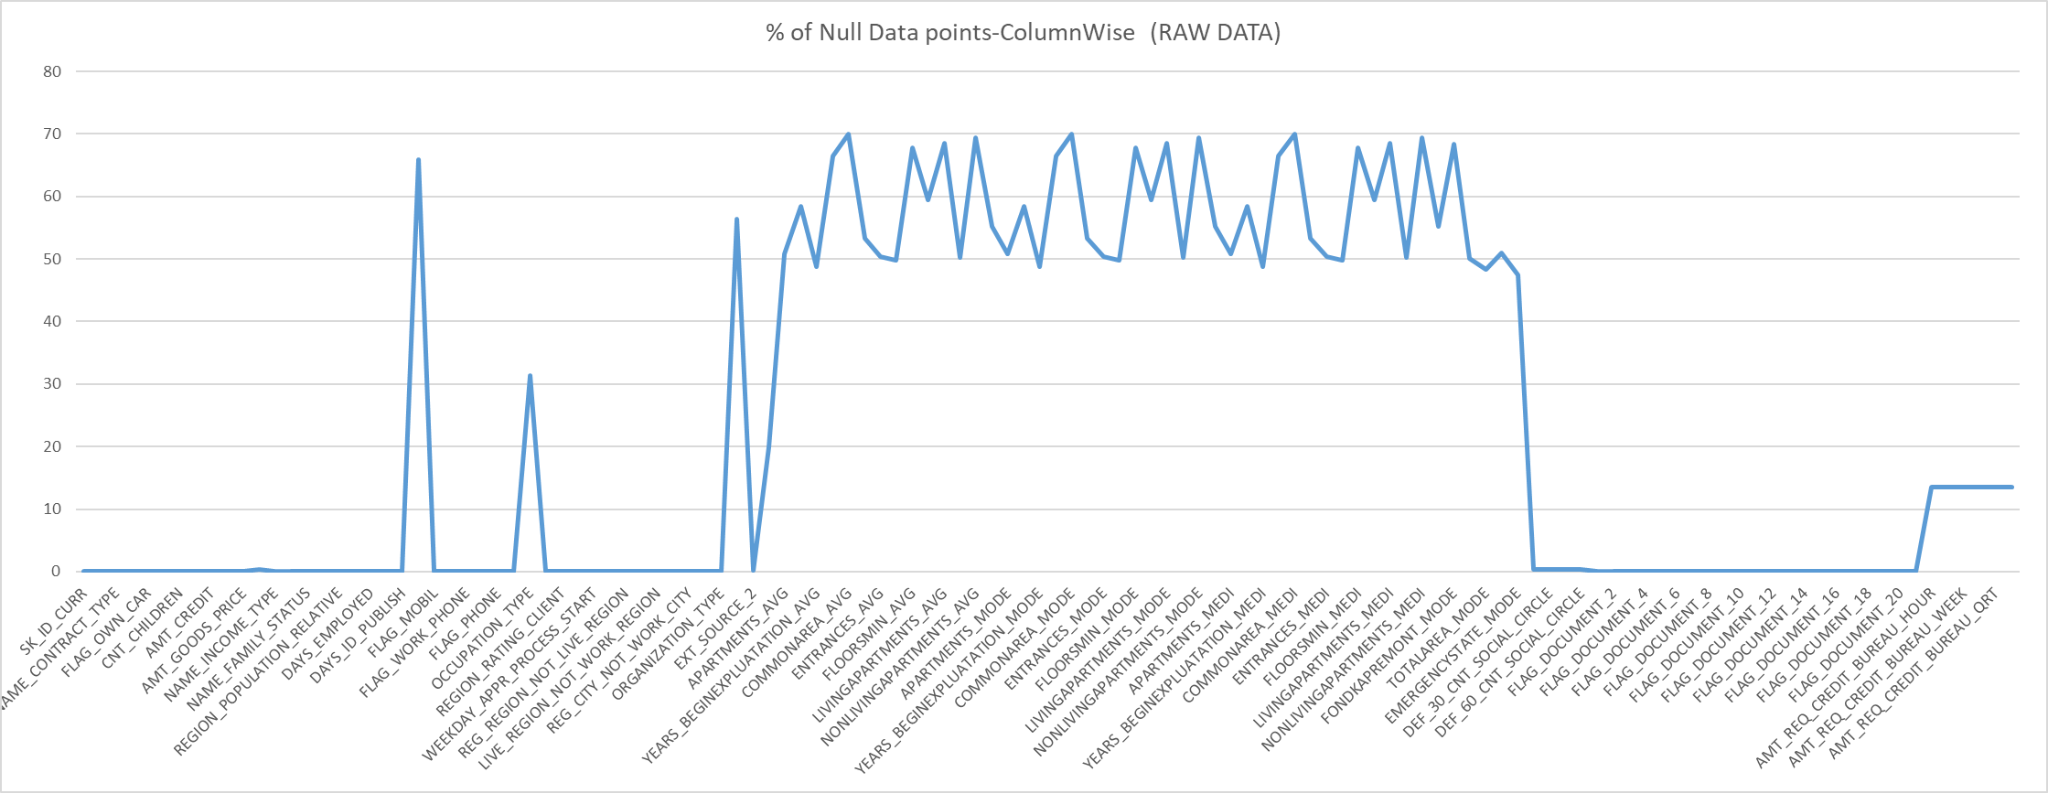 % of Null Data points-ColumnWise (RAW DATA)
80
70
60
50
40
30
20
10
0
SK_ID_CURR
NAME_CONTRACT_TYPE
FLAG_OWN_CAR
CNT_CHILDREN
AMT_CREDIT
AMT_GOODS_PRICE
NAME_INCOME_TYPE
NAME_FAMILY_STATUS
REGION_POPULATION_RELATIVE
DAYS_EMPLOYED
DAYS_ID_PUBLISH
FLAG_MOBIL
FLAG_WORK_PHONE
FLAG_PHONE
OCCUPATION_TYPE
REGION_RATING_CLIENT
WEEKDAY_APPR_PROCESS_START
REG_REGION_NOT_LIVE_REGION
LIVE_REGION_NOT_WORK_REGION
REG_CITY_NOT_WORK_CITY
ORGANIZATION_TYPE
EXT_SOURCE_2
APARTMENTS_AVG
YEARS_BEGINEXPLUATATION_AVG
COMMONAREA_AVG
ENTRANCES_AVG
FLOORSMIN_AVG
LIVINGAPARTMENTS_AVG
NONLIVINGAPARTMENTS_AVG
APARTMENTS_MODE
YEARS_BEGINEXPLUATATION_MODE
COMMONAREA_MODE
ENTRANCES_MODE
FLOORSMIN_MODE
LIVINGAPARTMENTS_MODE
NONLIVINGAPARTMENTS_MODE
APARTMENTS_MEDI
YEARS_BEGINEXPLUATATION_MEDI
COMMONAREA_MEDI
ENTRANCES_MEDI
FLOORSMIN_MEDI
LIVINGAPARTMENTS_MEDI
NONLIVINGAPARTMENTS_MEDI
FONDKAPREMONT_MODE
TOTALAREA_MODE
EMERGENCYSTATE_MODE
DEF_30_CNT_SOCIAL_CIRCLE
DEF_60_CNT_SOCIAL_CIRCLE
FLAG_DOCUMENT_2
FLAG_DOCUMENT_4
FLAG_DOCUMENT_6
FLAG_DOCUMENT_8
FLAG_DOCUMENT_10
FLAG_DOCUMENT_12
FLAG_DOCUMENT_14
FLAG_DOCUMENT_16
FLAG_DOCUMENT_18
FLAG_DOCUMENT_20
AMT_REQ_CREDIT_BUREAU_HOUR
AMT_REQ_CREDIT_BUREAU_WEEK
AMT_REQ_CREDIT_BUREAU_QRT